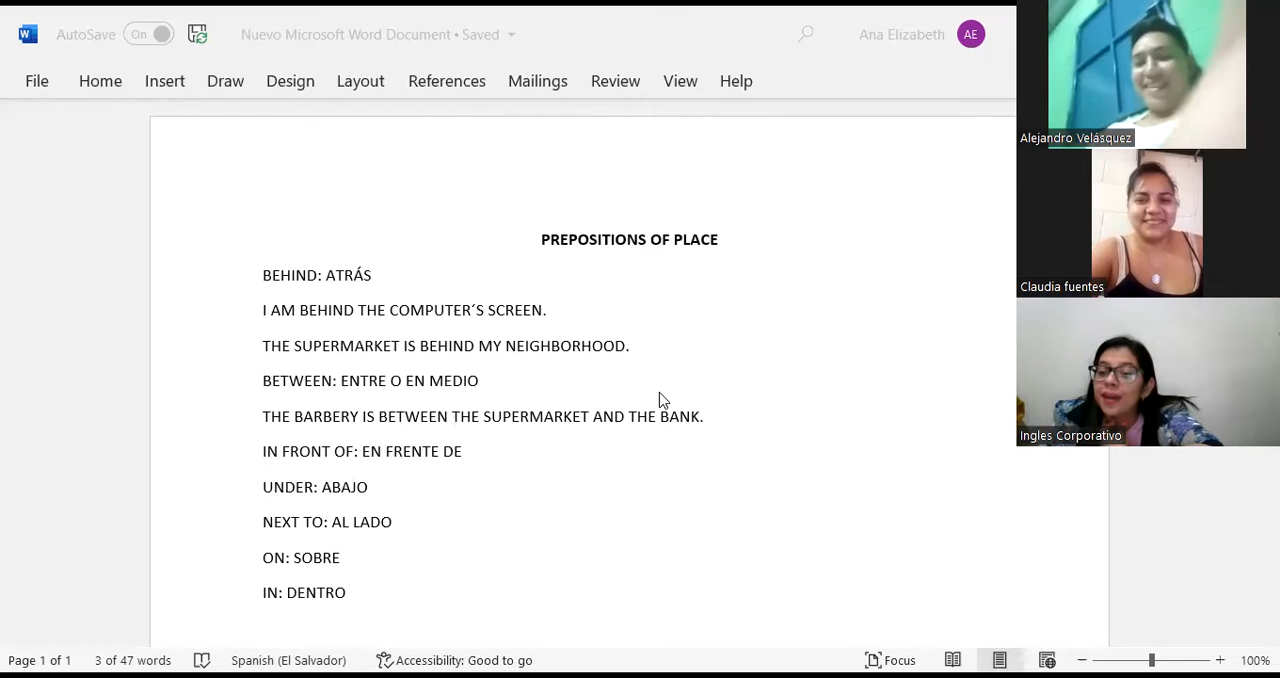 AutoSave On Nuevo Microsoft Word Document • Saved Ana Elizabeth AE
File Home Insert Draw Design Layout References Mailings Review View Help
PREPOSITIONS OF PLACE
BEHIND: ATRÁS
I AM BEHIND THE COMPUTER´S SCREEN.
THE SUPERMARKET IS BEHIND MY NEIGHBORHOOD.
BETWEEN: ENTRE O EN MEDIO
THE BARBERY IS BETWEEN THE SUPERMARKET AND THE BANK.
IN FRONT OF: EN FRENTE DE
UNDER: ABAJO
NEXT TO: AL LADO
ON: SOBRE
IN: DENTRO
Alejandro Velásquez
Claudia fuentes
Ingles Corporativo
Page 1 of 1 3 of 47 words Spanish (El Salvador) Accessibility: Good to go Focus 100%